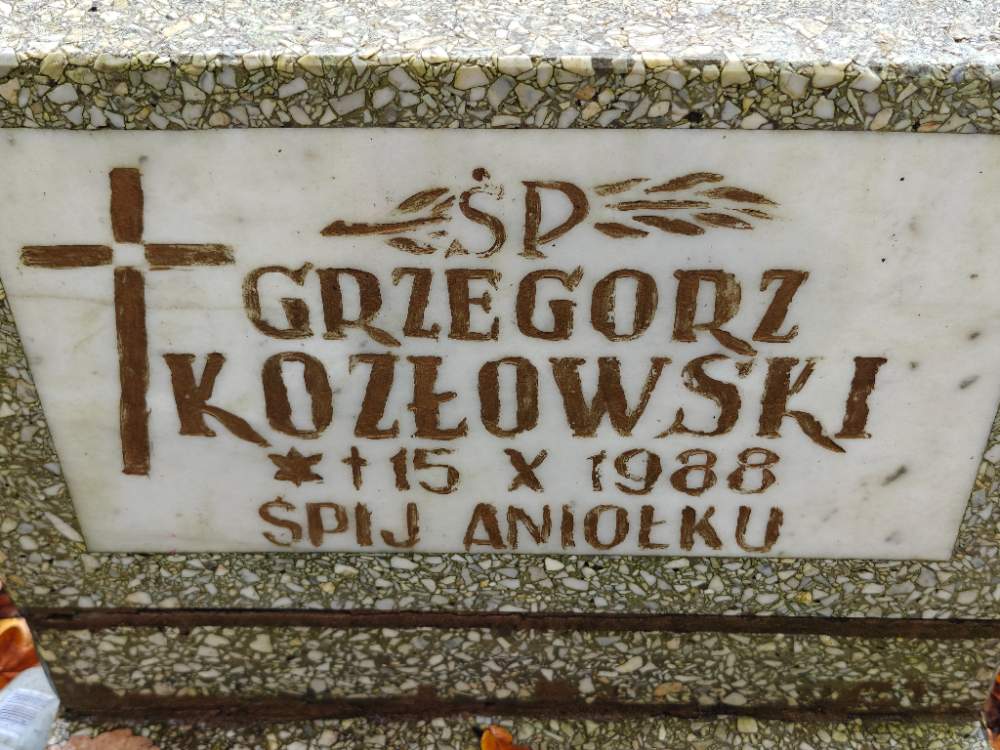 ŚP
GRZEGORZ
KOZŁOWSKI
* † 15 X 1988
ŚPIJ ANIOŁKU